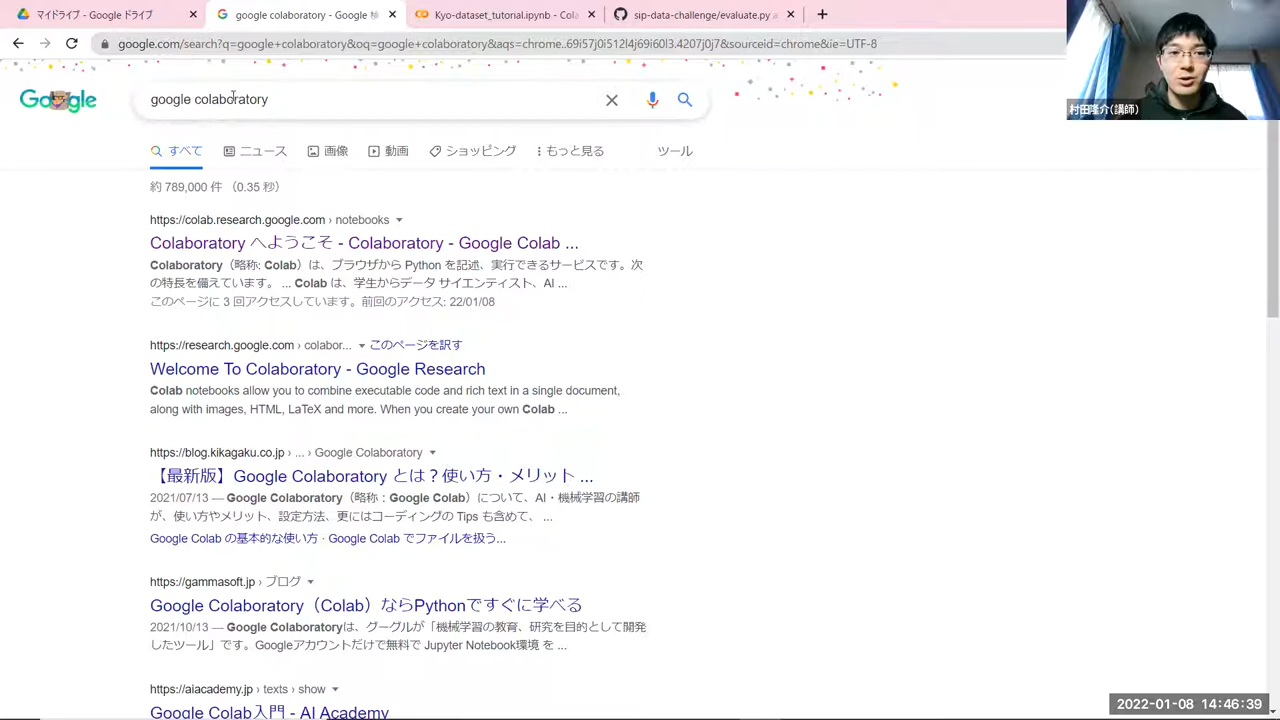 マイドライブ - Google ドライブ
google colaboratory - Google 検
Kyo-dataset_tutorial.ipynb - Cola
sip-data-challenge/evaluate.py a
google.com/search?q=google+colaboratory&oq=google+colaboratory&aqs=chrome..69i57j0i512l4j69i60l3.4207j0j7&sourceid=chrome&ie=UTF-8
村田隆介(講師)
Google
google colaboratory
すべて
ニュース
画像
動画
ショッピング
もっと見る
ツール
約 789,000 件 （0.35 秒）
https://colab.research.google.com › notebooks
Colaboratory へようこそ - Colaboratory - Google Colab ...
Colaboratory（略称: Colab）は、ブラウザから Python を記述、実行できるサービスです。次
の特長を備えています。 ... Colab は、学生からデータ サイエンティスト、AI ...
このページに 3 回アクセスしています。前回のアクセス: 22/01/08
https://research.google.com › colabor... このページを訳す
Welcome To Colaboratory - Google Research
Colab notebooks allow you to combine executable code and rich text in a single document,
along with images, HTML, LaTeX and more. When you create your own Colab ...
https://blog.kikagaku.co.jp › ... › Google Colaboratory
【最新版】Google Colaboratory とは？使い方・メリット ...
2021/07/13 — Google Colaboratory（略称：Google Colab）について、AI・機械学習の講師
が、使い方やメリット、設定方法、更にはコーディングの Tips も含めて、 ...
Google Colab の基本的な使い方 · Google Colab でファイルを扱う...
https://gammasoft.jp › ブログ
Google Colaboratory（Colab）ならPythonですぐに学べる
2021/10/13 — Google Colaboratoryは、グーグルが「機械学習の教育、研究を目的として開発
したツール」です。Googleアカウントだけで無料で Jupyter Notebook環境 を ...
https://aiacademy.jp › texts › show
Google Colab入門 - AI Academy
2022-01-08 14:46:39